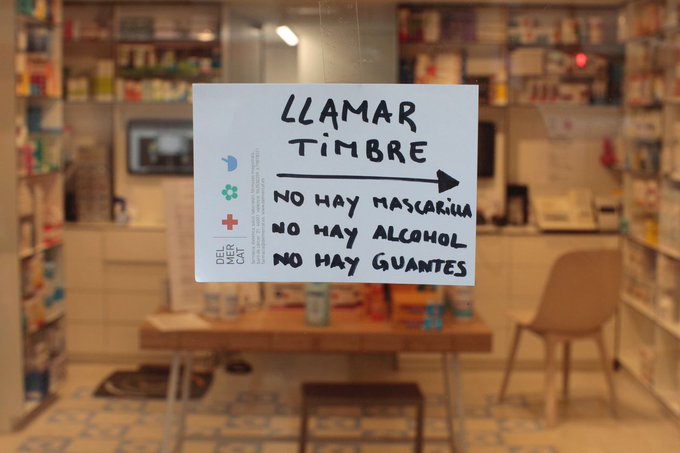 LLAMAR
TIMBRE
NO HAY MASCARILLA
NO HAY ALCOHOL
NO HAY GUANTES
DEL
MER
CAT